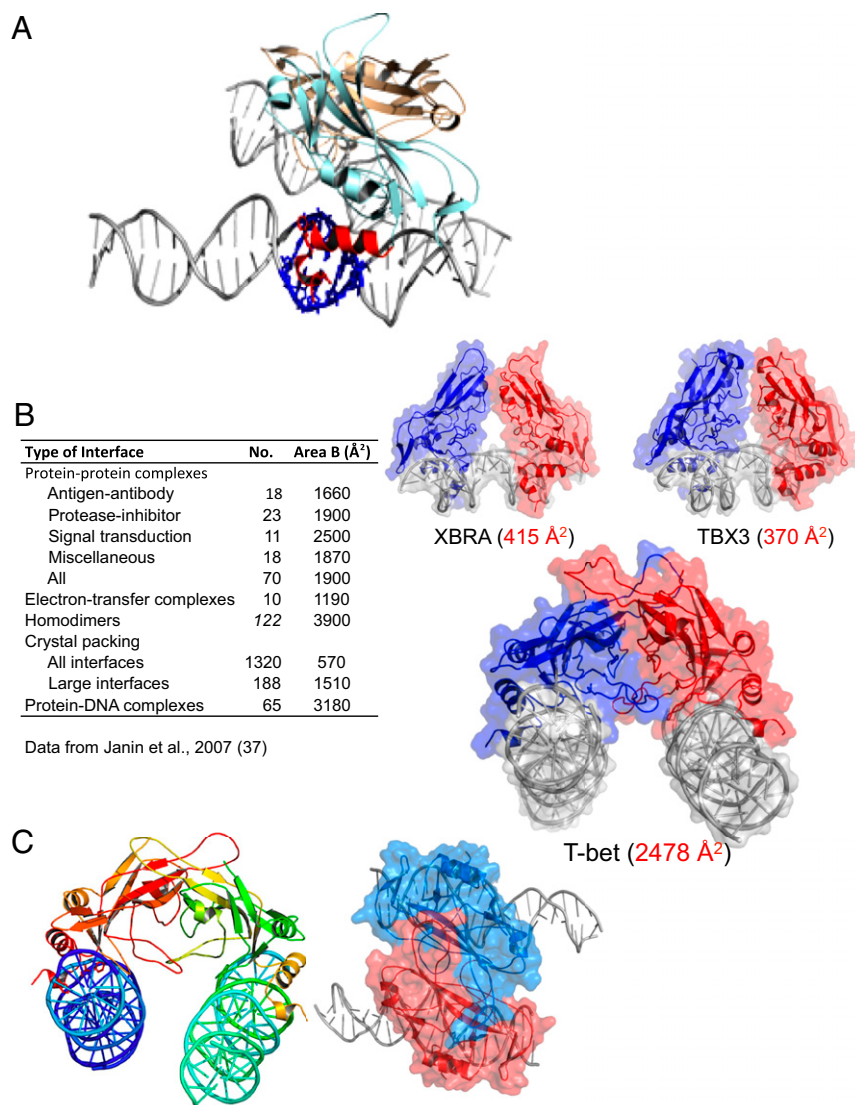 A
B
Type of Interface No. Area B (Å²)
Protein-protein complexes
Antigen-antibody 18 1660
Protease-inhibitor 23 1900
Signal transduction 11 2500
Miscellaneous 18 1870
All 70 1900
Electron-transfer complexes 10 1190
Homodimers 122 3900
Crystal packing
All interfaces 1320 570
Large interfaces 188 1510
Protein-DNA complexes 65 3180
Data from Janin et al., 2007 (37)
XBRA (415 Å²)
TBX3 (370 Å²)
T-bet (2478 Å²)
C